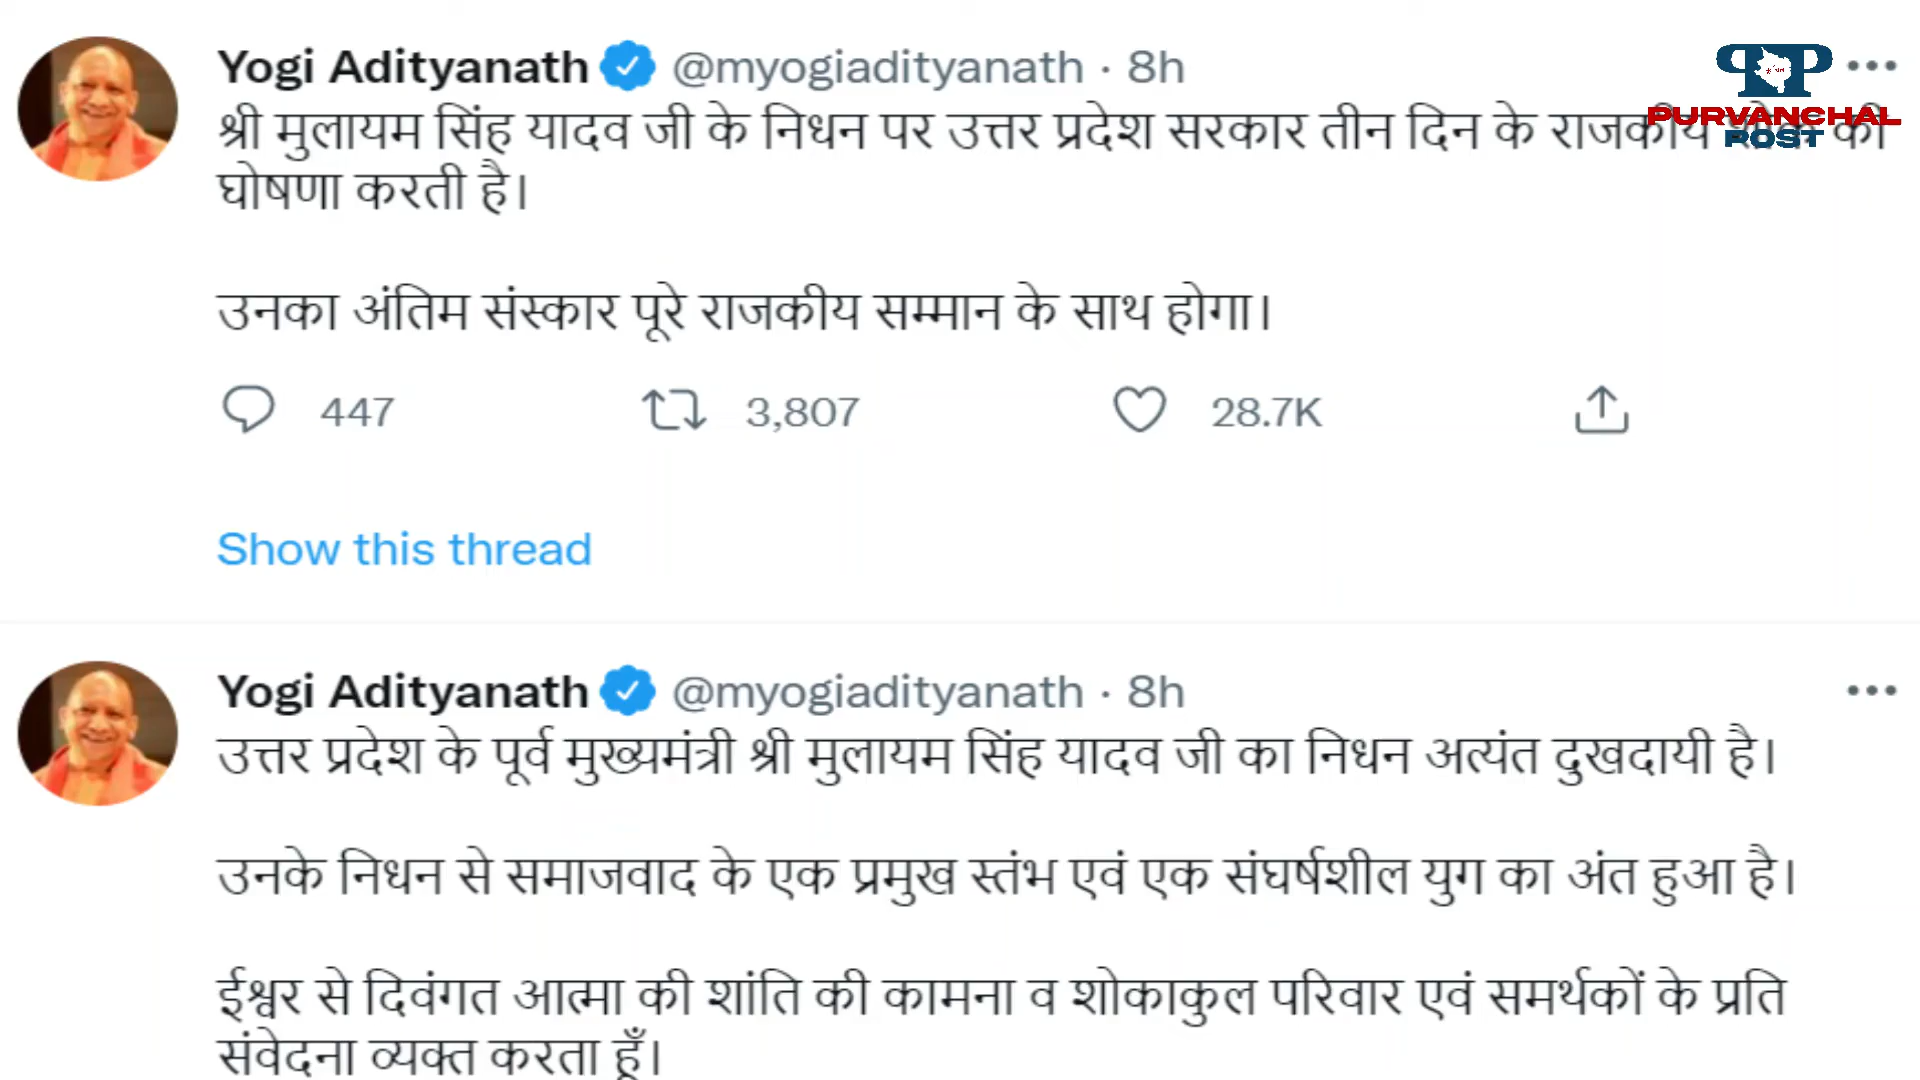 Yogi Adityanath @myogiadityanath · 8h
श्री मुलायम सिंह यादव जी के निधन पर उत्तर प्रदेश सरकार तीन दिन के राजकीय की
घोषणा करती है।
उनका अंतिम संस्कार पूरे राजकीय सम्मान के साथ होगा।
447 3,807 28.7K
Show this thread
PURVANCHAL
POST
Yogi Adityanath @myogiadityanath · 8h
उत्तर प्रदेश के पूर्व मुख्यमंत्री श्री मुलायम सिंह यादव जी का निधन अत्यंत दुखदायी है।
उनके निधन से समाजवाद के एक प्रमुख स्तंभ एवं एक संघर्षशील युग का अंत हुआ है।
ईश्वर से दिवंगत आत्मा की शांति की कामना व शोकाकुल परिवार एवं समर्थकों के प्रति
संवेदना व्यक्त करता हूँ।